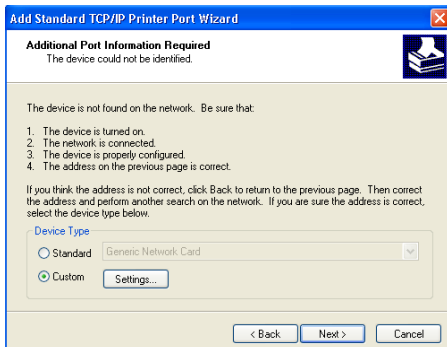 Add Standard TCP/IP Printer Port Wizard
Additional Port Information Required
The device could not be identified.
The device is not found on the network. Be sure that:
1. The device is turned on.
2. The network is connected.
3. The device is properly configured.
4. The address on the previous page is correct.
If you think the address is not correct, click Back to return to the previous page. Then correct
the address and perform another search on the network. If you are sure the address is correct,
select the device type below.
Device Type
Standard Generic Network Card
Custom Settings...
< Back Next > Cancel